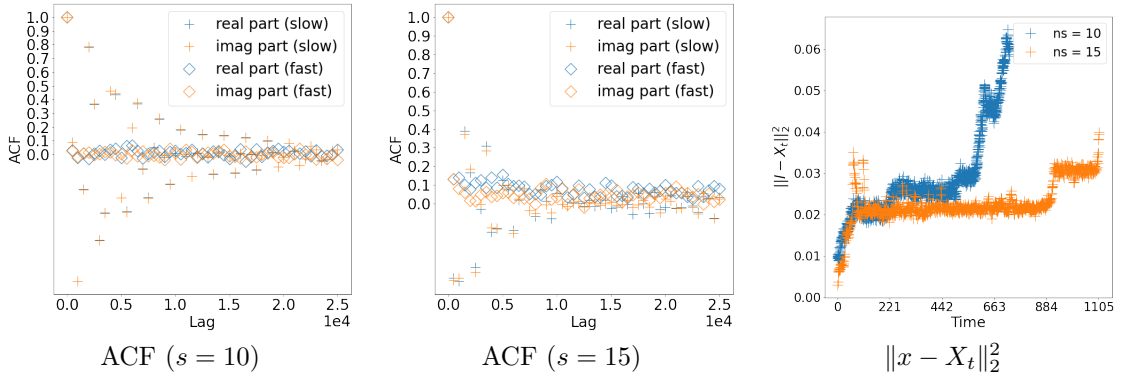 1.0
0.9
0.8
0.7
0.6
0.5
0.4
0.3
0.2
0.1
0.0
ACF
real part (slow)
imag part (slow)
real part (fast)
imag part (fast)
0.0 0.5 1.0 1.5 2.0 2.5
1e4
Lag
ACF (s = 10)
1.0
0.9
0.8
0.7
0.6
0.5
0.4
0.3
0.2
0.1
0.0
ACF
real part (slow)
imag part (slow)
real part (fast)
imag part (fast)
0.0 0.5 1.0 1.5 2.0 2.5
1e4
Lag
ACF (s = 15)
0.06
0.05
0.04
0.03
0.02
0.01
0.00
||I − X_t||_2^2
ns = 10
ns = 15
0 221 442 663 884 1105
Time
‖x − X_t‖_2^2